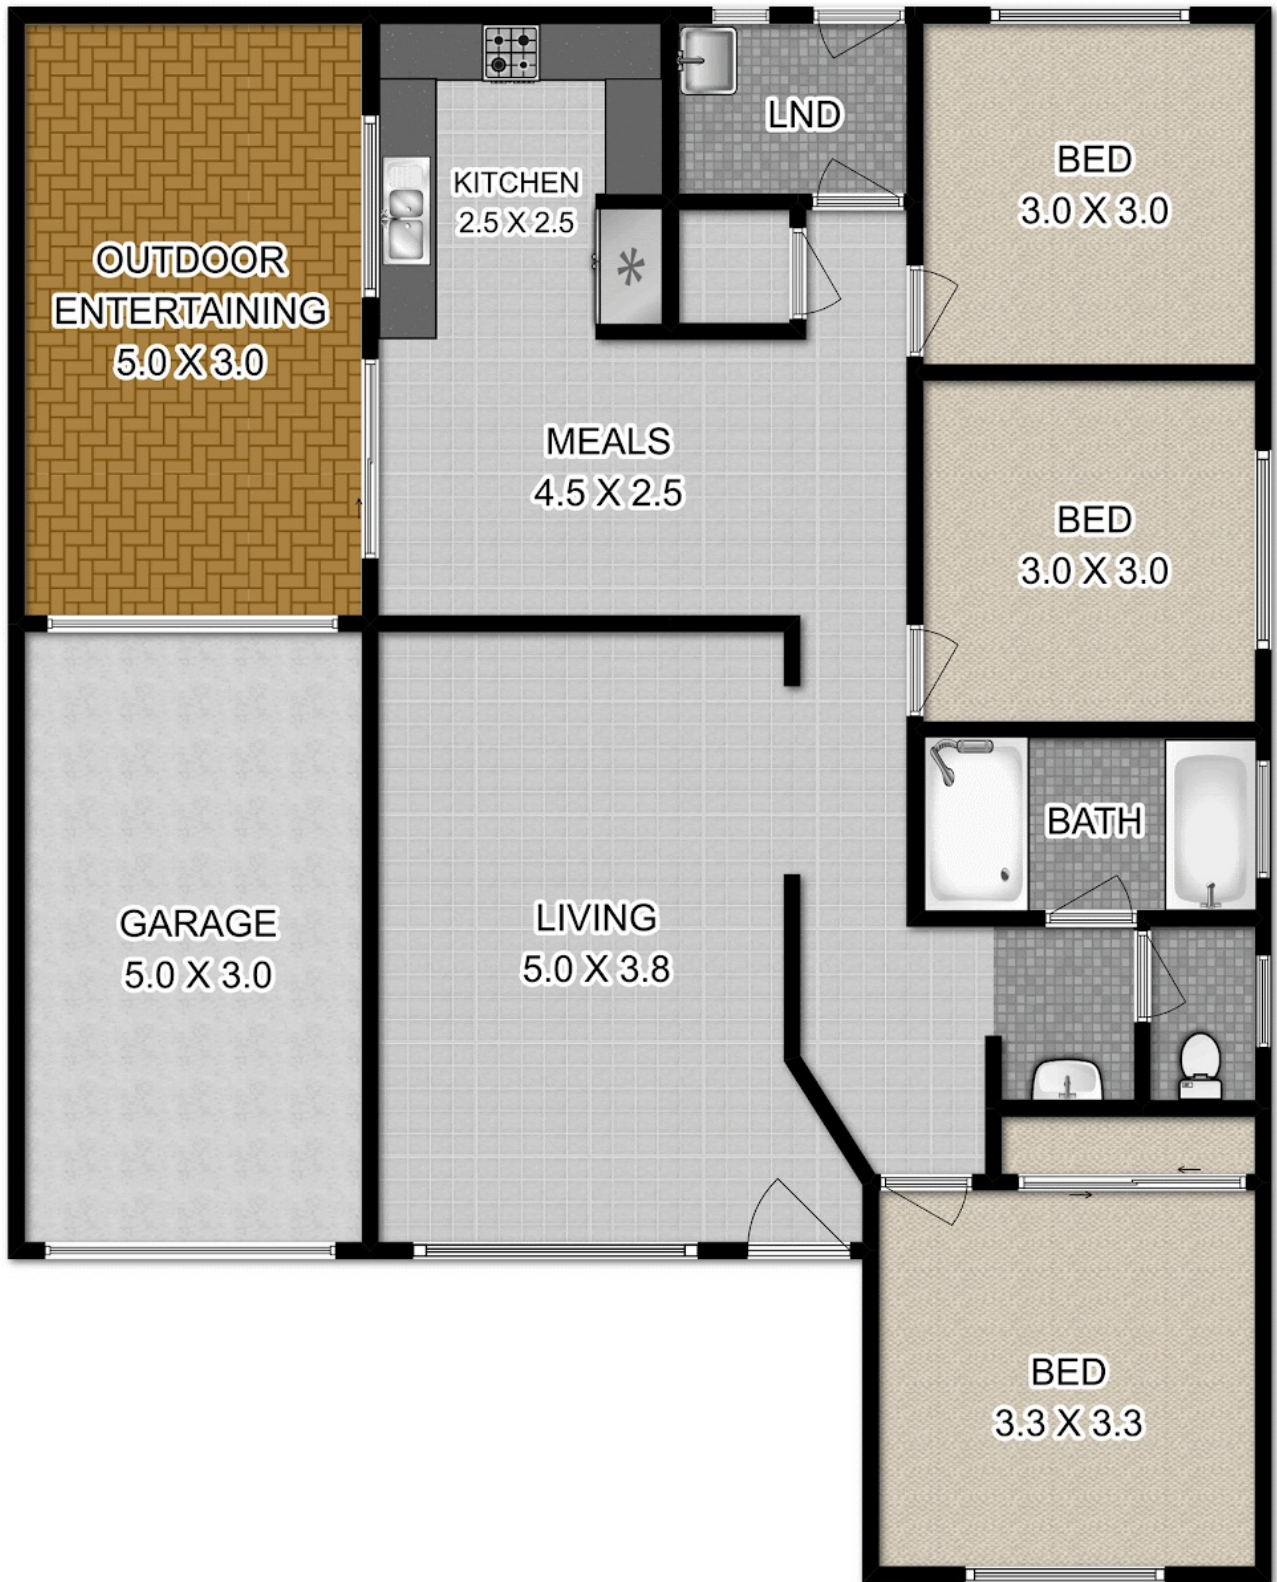 LND
BED
3.0 X 3.0
KITCHEN
2.5 X 2.5
OUTDOOR
ENTERTAINING
5.0 X 3.0
MEALS
4.5 X 2.5
BED
3.0 X 3.0
BATH
GARAGE
5.0 X 3.0
LIVING
5.0 X 3.8
BED
3.3 X 3.3